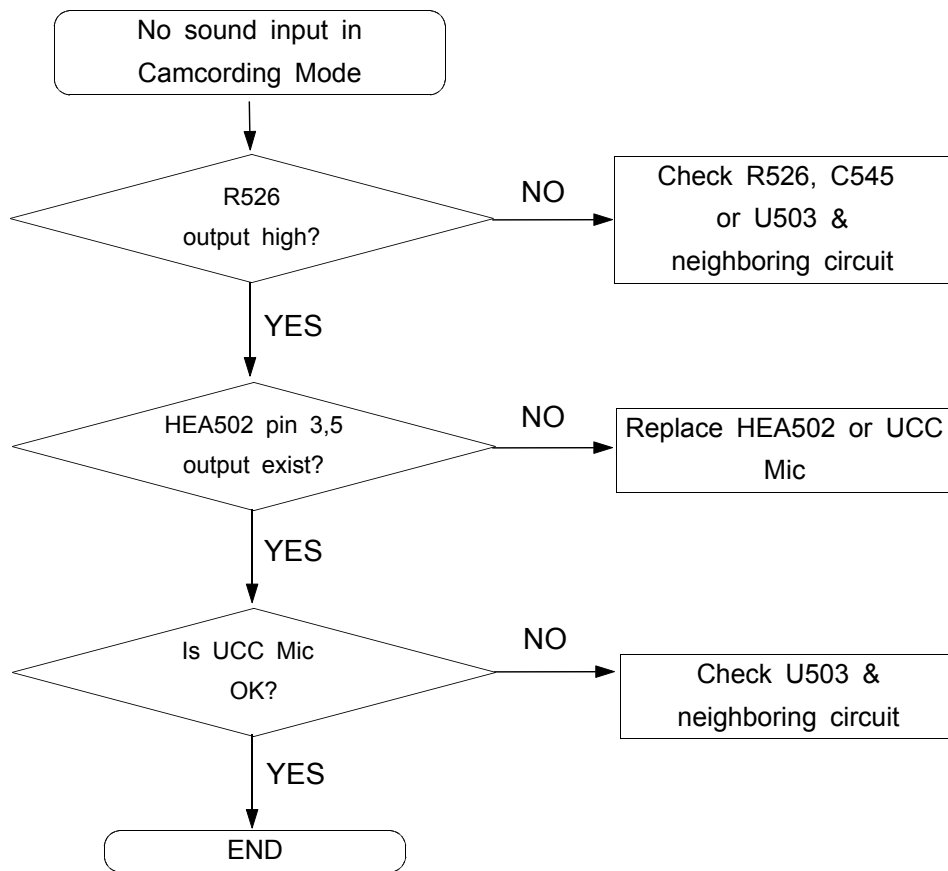 No sound input in
Camcording Mode
R526
output high?
NO
Check R526, C545
or U503 &
neighboring circuit
YES
HEA502 pin 3,5
output exist?
NO
Replace HEA502 or UCC
Mic
YES
Is UCC Mic
OK?
NO
Check U503 &
neighboring circuit
YES
END